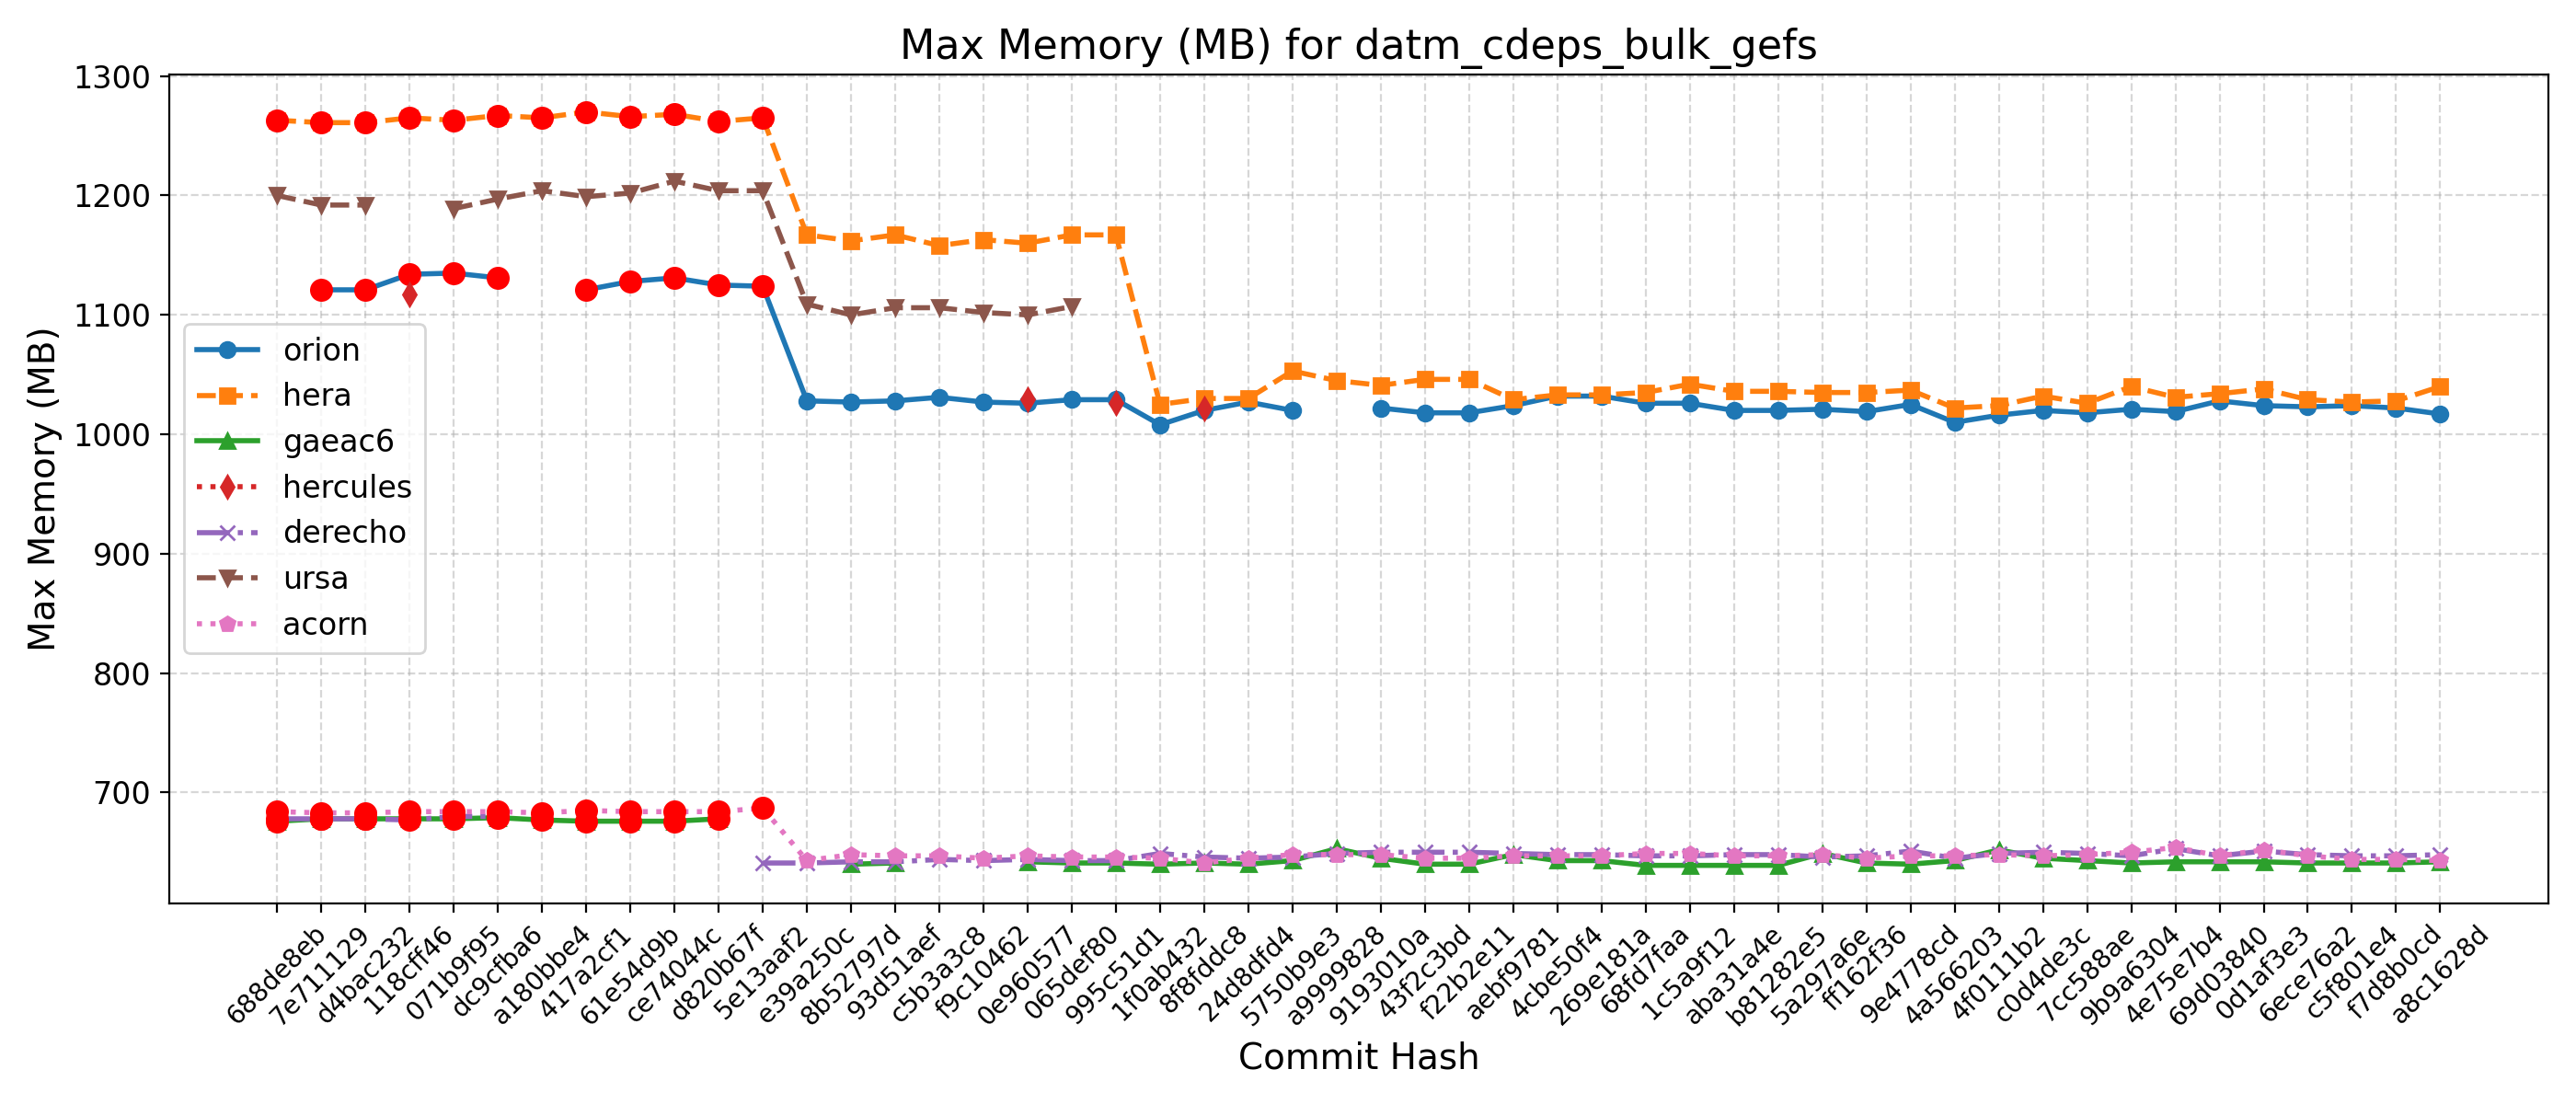 Max Memory (MB) for datm_cdeps_bulk_gefs
Max Memory (MB)
1300
1200
1100
1000
900
800
700
orion
hera
gaeac6
hercules
derecho
ursa
acorn
688de8eb
7e711129
d4bac232
118cff46
071b9f95
dc9cfba6
a180bbe4
417a2cf1
61e54d9b
ce74044c
d820b67f
5e13aaf2
e39a250c
8b52797d
93d51aef
c5b3a3c8
f9c10462
0e960577
065def80
995c51d1
1f0ab432
8f8fddc8
24d8dfd4
5750b9e3
a9999828
9193010a
43f2c3bd
f22b2e11
aebf9781
4cbe50f4
269e181a
68fd7faa
1c5a9f12
aba31a4e
b81282e5
5a297a6e
ff162f36
9e4778cd
4a566203
4f0111b2
c0d4de3c
7cc588ae
9b9a6304
4e75e7b4
69d03840
0d1af3e3
6ece76a2
c5f801e4
f7d8b0cd
a8c1628d
Commit Hash